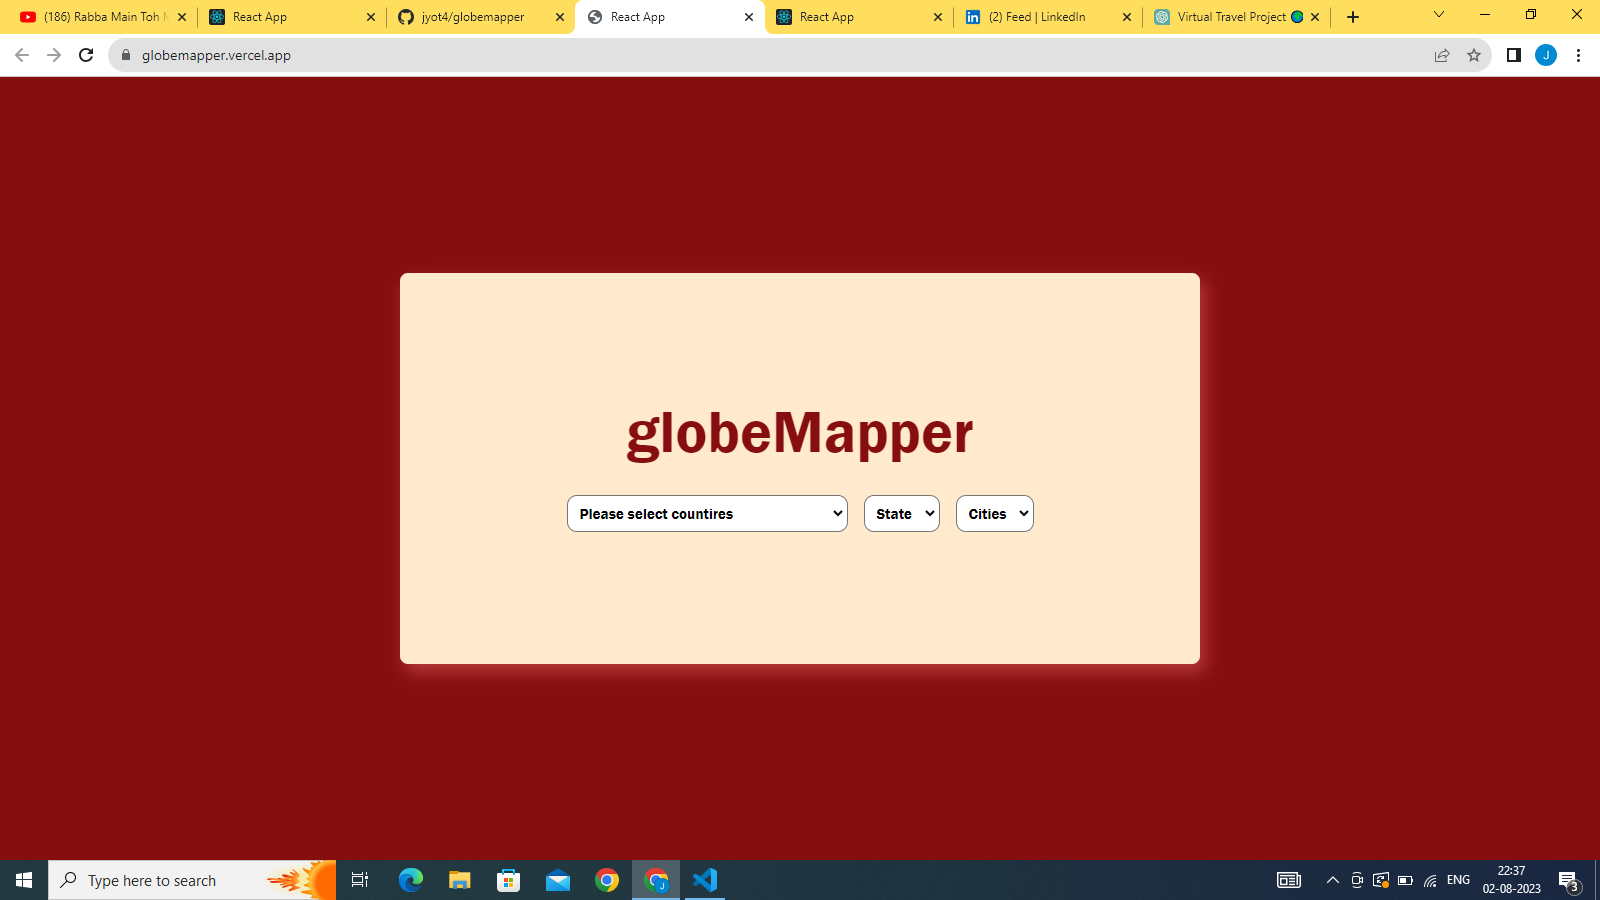 (186) Rabba Main Toh
React App
jyot4/globemapper
React App
React App
(2) Feed | LinkedIn
Virtual Travel Project
globemapper.vercel.app
J
globeMapper
Please select countires
State
Cities
Type here to search
J
ENG
22:37
02-08-2023
3